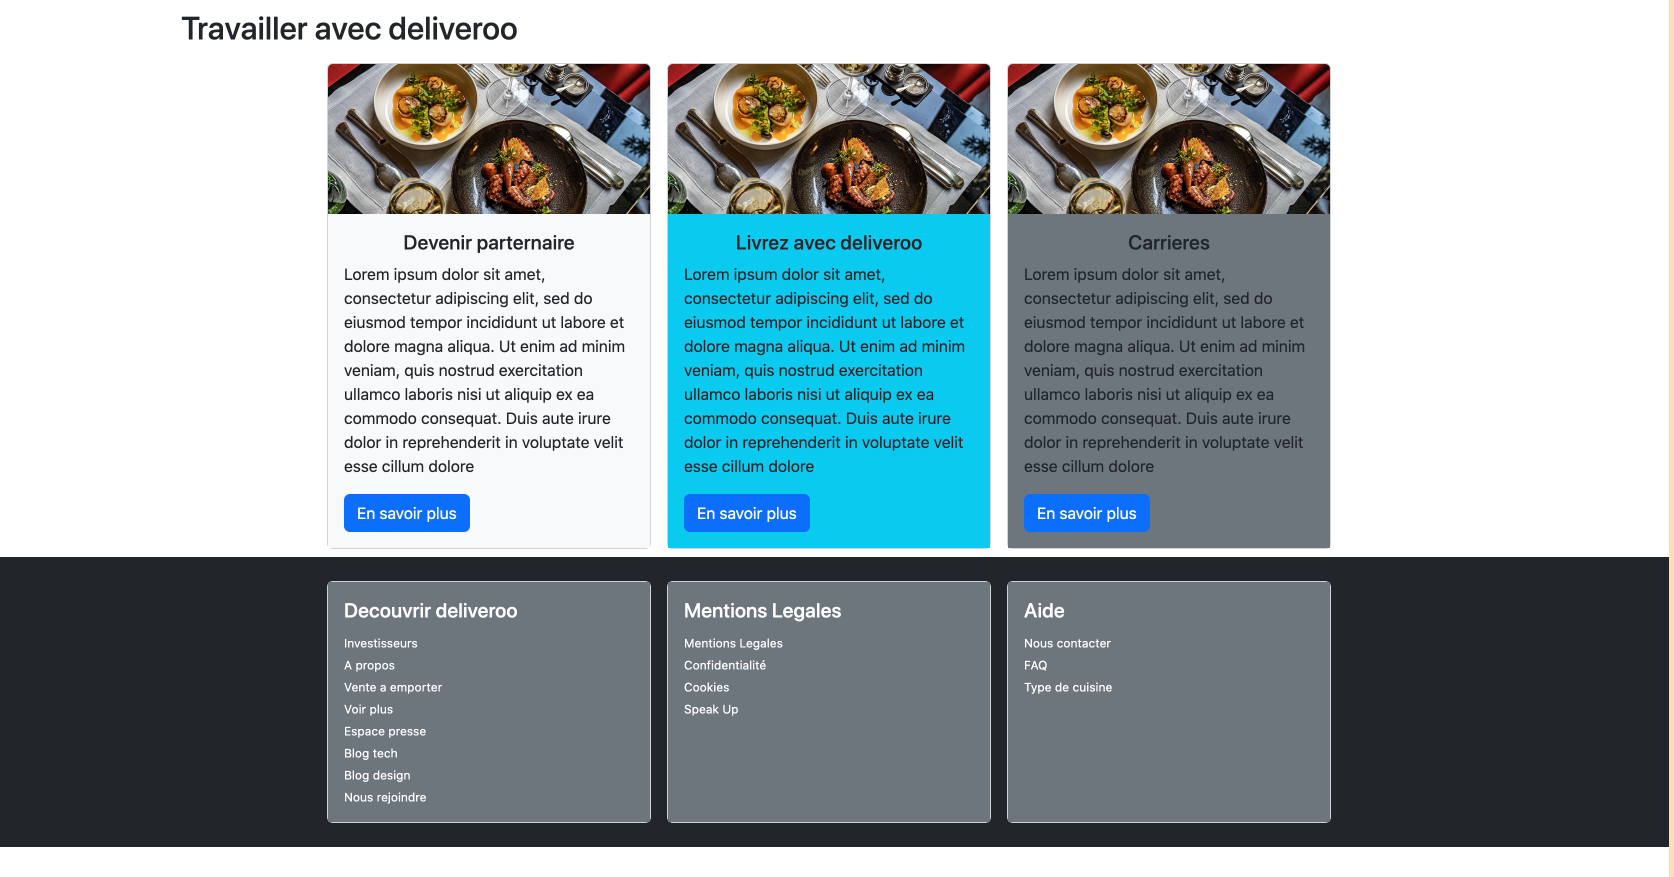 Travailler avec deliveroo
Devenir parternaire
Lorem ipsum dolor sit amet,
consectetur adipiscing elit, sed do
eiusmod tempor incididunt ut labore et
dolore magna aliqua. Ut enim ad minim
veniam, quis nostrud exercitation
ullamco laboris nisi ut aliquip ex ea
commodo consequat. Duis aute irure
dolor in reprehenderit in voluptate velit
esse cillum dolore
En savoir plus
Livrez avec deliveroo
Lorem ipsum dolor sit amet,
consectetur adipiscing elit, sed do
eiusmod tempor incididunt ut labore et
dolore magna aliqua. Ut enim ad minim
veniam, quis nostrud exercitation
ullamco laboris nisi ut aliquip ex ea
commodo consequat. Duis aute irure
dolor in reprehenderit in voluptate velit
esse cillum dolore
En savoir plus
Carrieres
Lorem ipsum dolor sit amet,
consectetur adipiscing elit, sed do
eiusmod tempor incididunt ut labore et
dolore magna aliqua. Ut enim ad minim
veniam, quis nostrud exercitation
ullamco laboris nisi ut aliquip ex ea
commodo consequat. Duis aute irure
dolor in reprehenderit in voluptate velit
esse cillum dolore
En savoir plus
Decouvrir deliveroo
Investisseurs
A propos
Vente a emporter
Voir plus
Espace presse
Blog tech
Blog design
Nous rejoindre
Mentions Legales
Mentions Legales
Confidentialité
Cookies
Speak Up
Aide
Nous contacter
FAQ
Type de cuisine